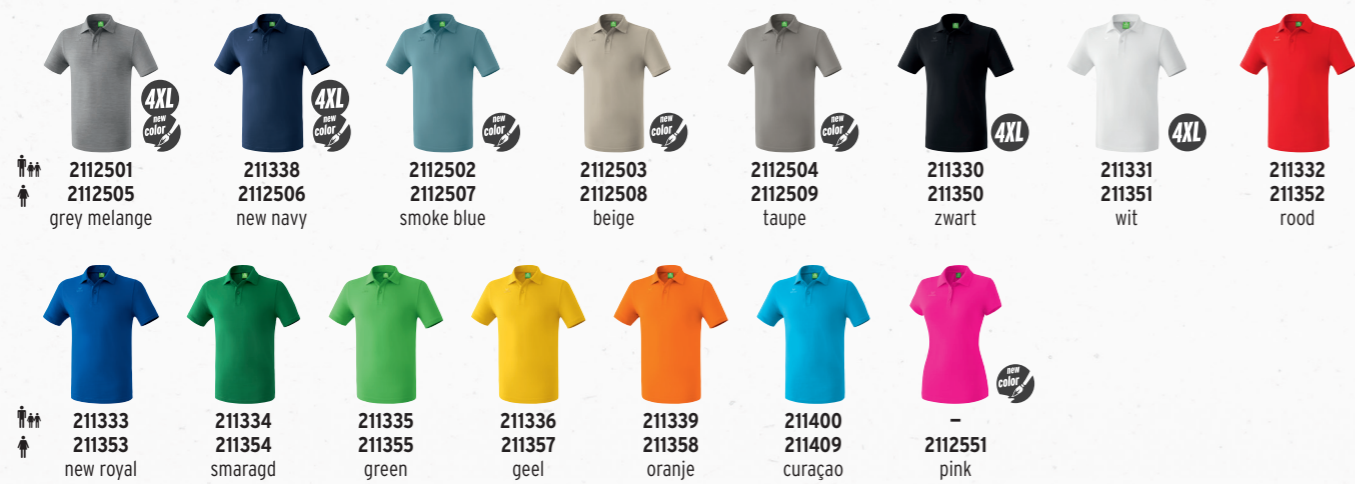 4XL
new
color
4XL
new
color
new
color
new
color
new
color
4XL
4XL
2112501 211338 2112502 2112503 2112504 211330 211331 211332
2112505 2112506 2112507 2112508 2112509 211350 211351 211352
grey melange new navy smoke blue beige taupe zwart wit rood
new
color
211333 211334 211335 211336 211339 211400 –
211353 211354 211355 211357 211358 211409 2112551
new royal smaragd green geel oranje curaçao pink